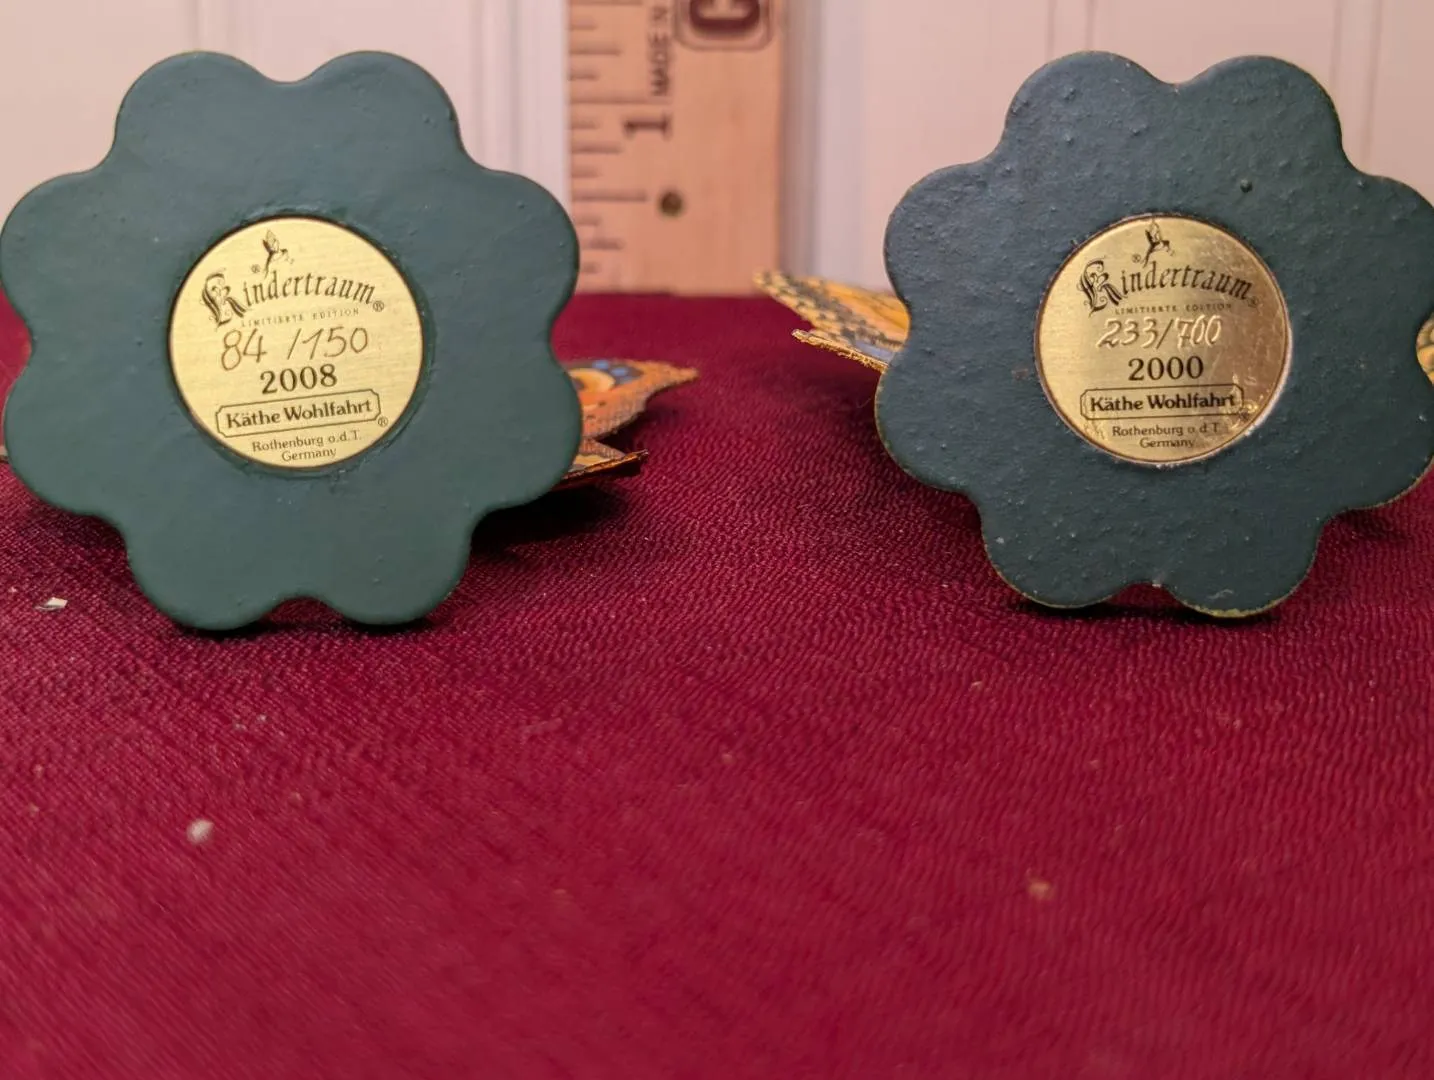 MADE IN
1
Kindertraum®
LIMITIERTE EDITION
84 /150
2008
Käthe Wohlfahrt®
Rothenburg o.d.T.
Germany
Kindertraum®
LIMITIERTE EDITION
233/700
2000
Käthe Wohlfahrt®
Rothenburg o.d.T.
Germany